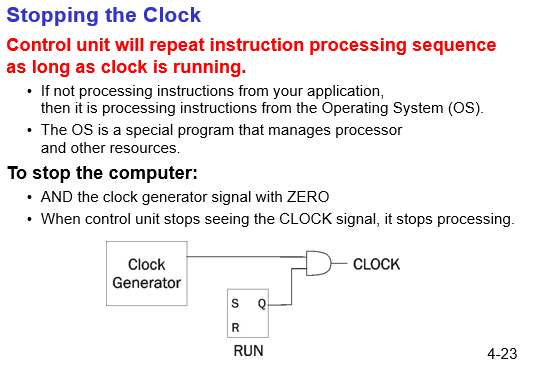 Stopping the Clock
Control unit will repeat instruction processing sequence
as long as clock is running.
• If not processing instructions from your application,
then it is processing instructions from the Operating System (OS).
• The OS is a special program that manages processor
and other resources.
To stop the computer:
• AND the clock generator signal with ZERO
• When control unit stops seeing the CLOCK signal, it stops processing.
Clock
Generator
CLOCK
S Q
R
RUN
4-23